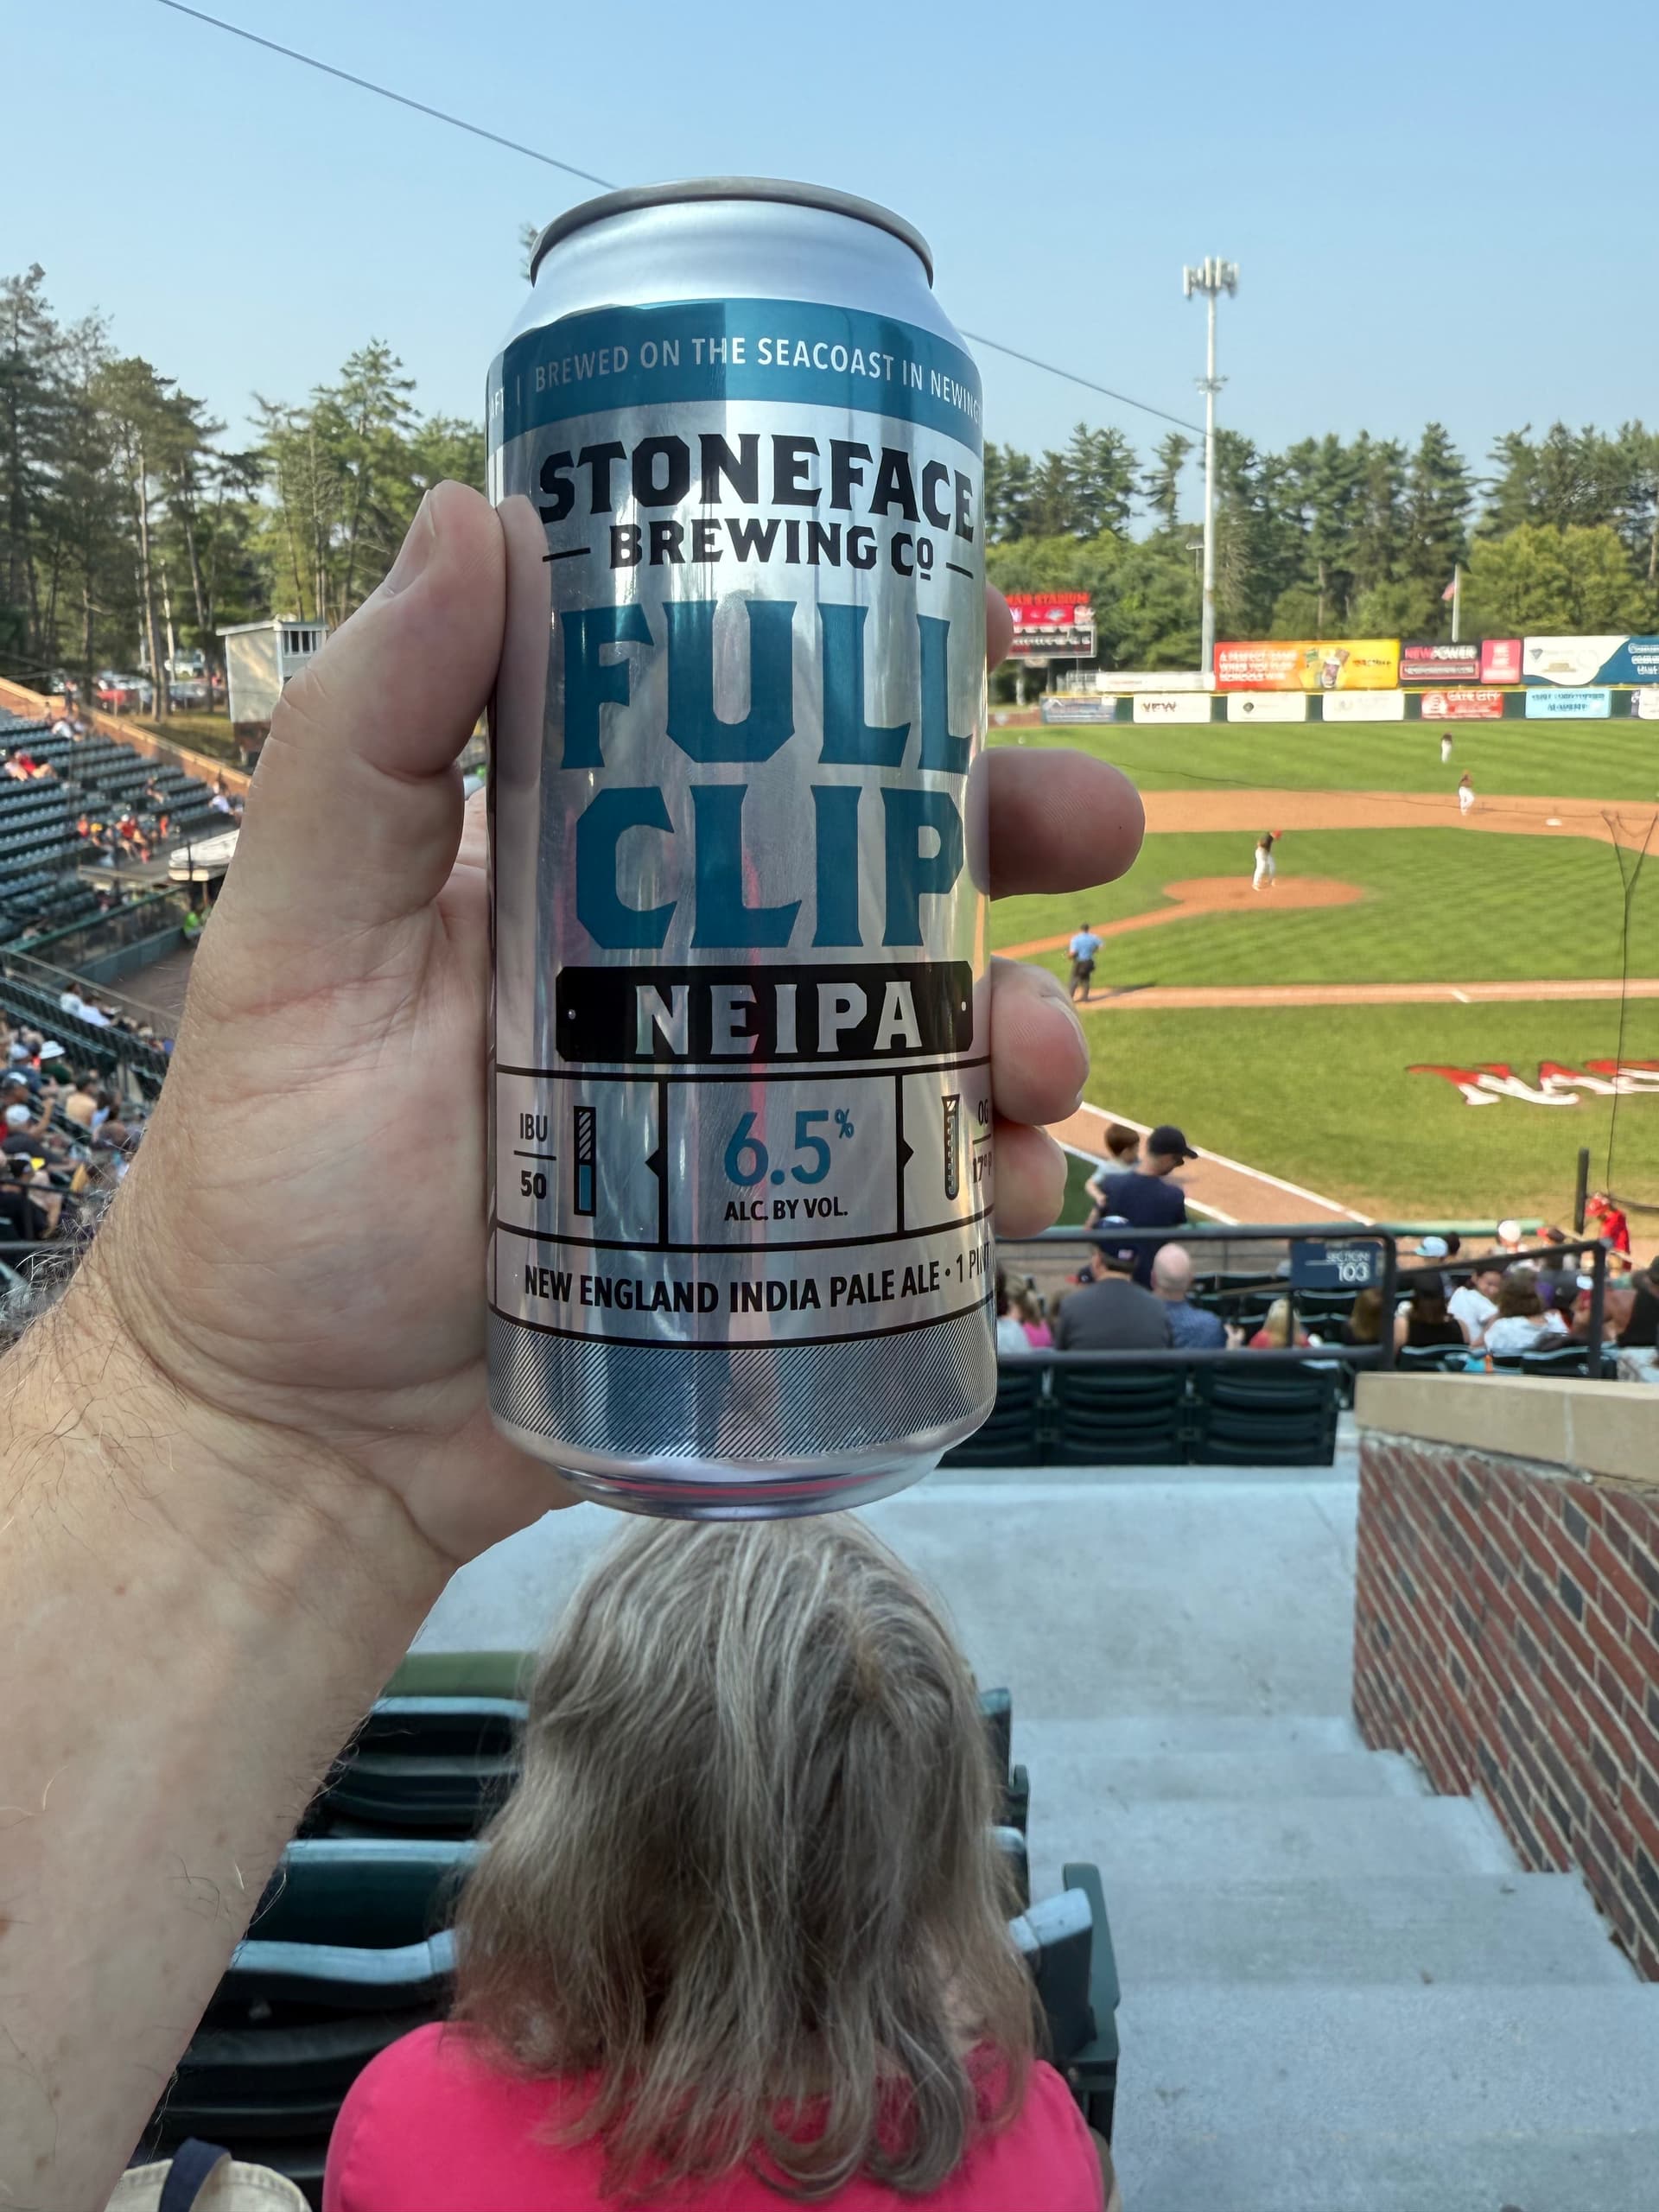 BREWED ON THE SEACOAST IN NEWING
STONEFACE
BREWING Cº
FULL
CLIP
NEIPA
IBU
50
6.5%
ALC. BY VOL.
OG
17°P
NEW ENGLAND INDIA PALE ALE • 1 PINT
VFW
SECTION
103